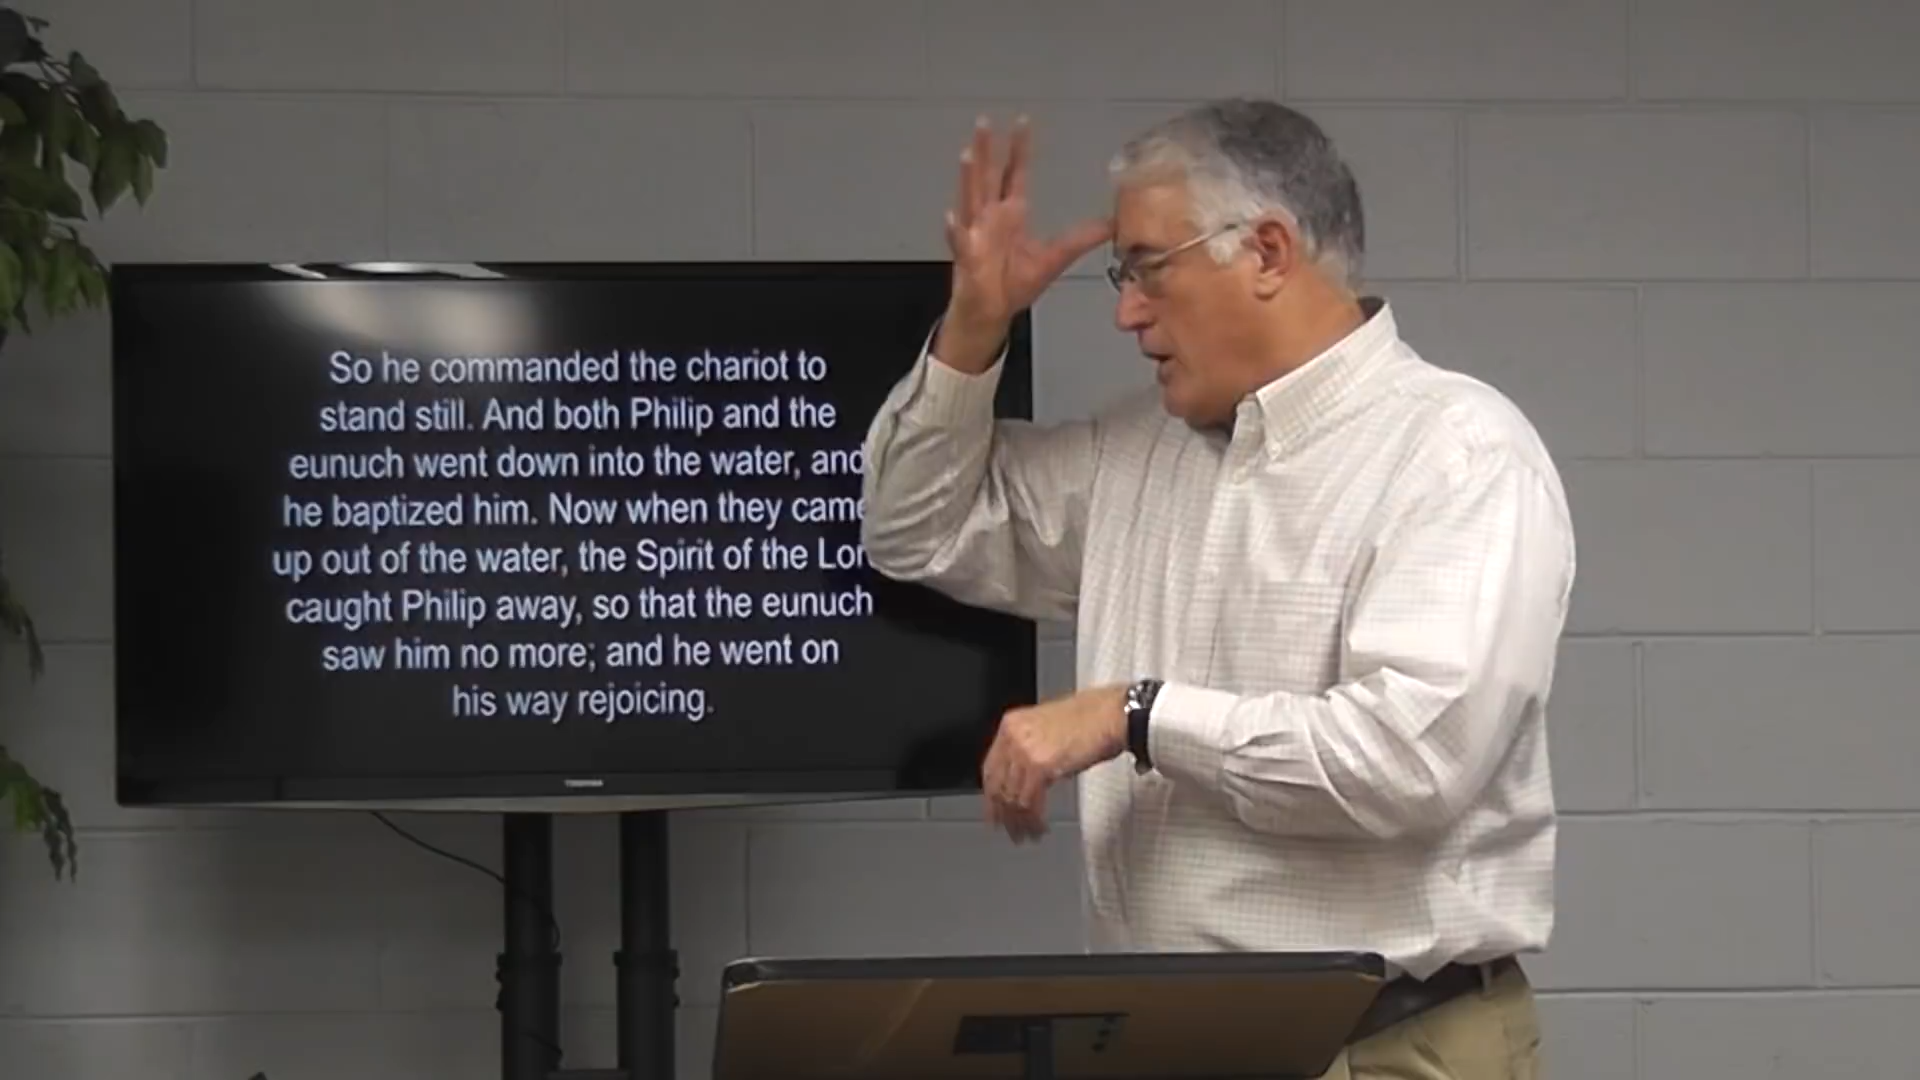 So he commanded the chariot to
stand still. And both Philip and the
eunuch went down into the water, and
he baptized him. Now when they came
up out of the water, the Spirit of the Lor
caught Philip away, so that the eunuch
saw him no more; and he went on
his way rejoicing.
TOSHIBA